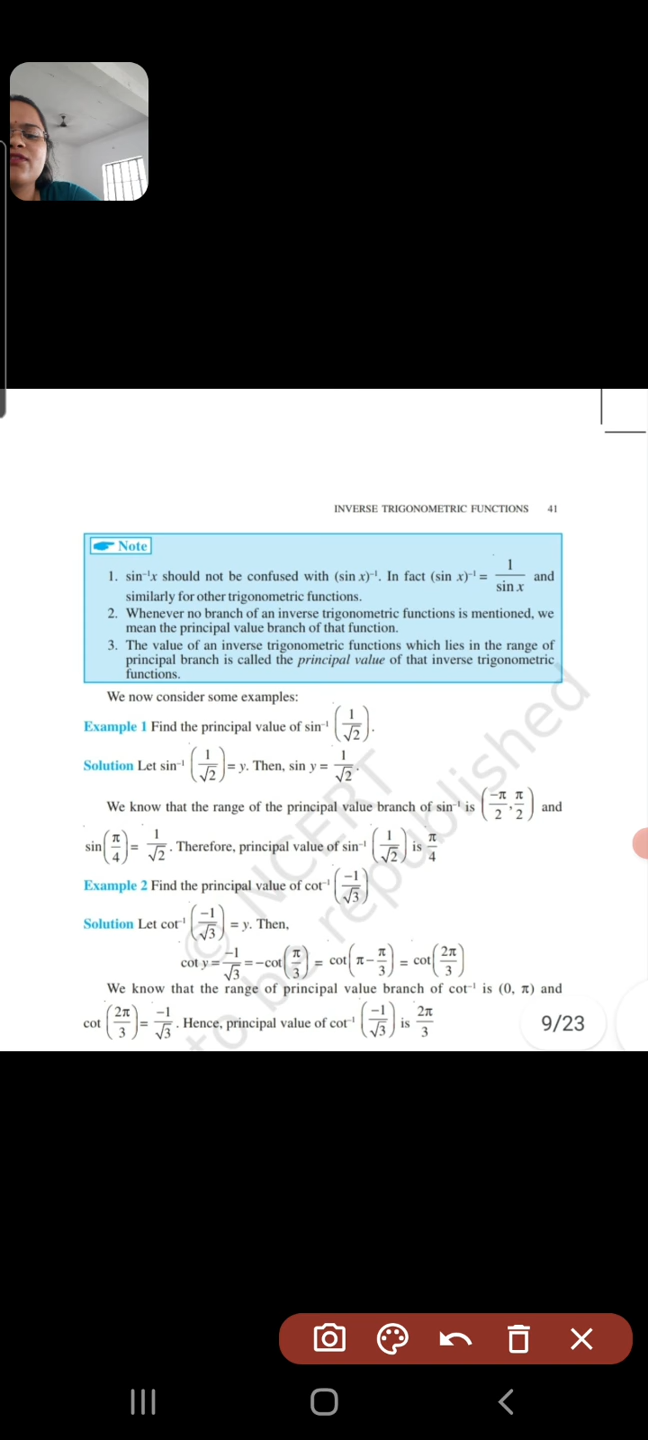 INVERSE TRIGONOMETRIC FUNCTIONS 41
Note
1. sin⁻¹x should not be confused with (sin x)⁻¹. In fact (sin x)⁻¹ = 1/sin x and
similarly for other trigonometric functions.
2. Whenever no branch of an inverse trigonometric functions is mentioned, we
mean the principal value branch of that function.
3. The value of an inverse trigonometric functions which lies in the range of
principal branch is called the principal value of that inverse trigonometric
functions.
We now consider some examples:
Example 1 Find the principal value of sin⁻¹ (1/√2).
Solution Let sin⁻¹ (1/√2) = y. Then, sin y = 1/√2.
We know that the range of the principal value branch of sin⁻¹ is (-π/2, π/2) and
sin(π/4) = 1/√2. Therefore, principal value of sin⁻¹ (1/√2) is π/4
Example 2 Find the principal value of cot⁻¹ (-1/√3)
Solution Let cot⁻¹ (-1/√3) = y. Then,
cot y = -1/√3 = -cot(π/3) = cot(π - π/3) = cot(2π/3)
We know that the range of principal value branch of cot⁻¹ is (0, π) and
cot (2π/3) = -1/√3. Hence, principal value of cot⁻¹ (-1/√3) is 2π/3
9/23
© NCERT
to be republished